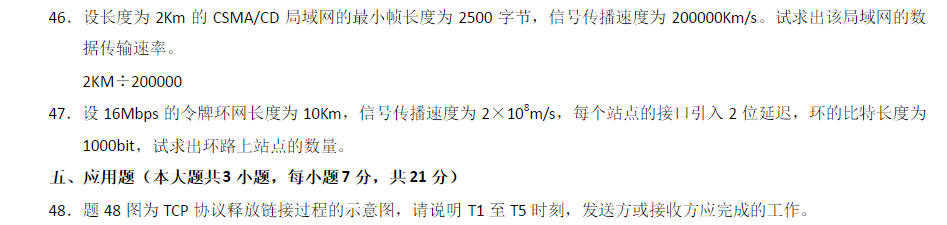 46．设长度为 2Km 的 CSMA/CD 局域网的最小帧长度为 2500 字节，信号传播速度为 200000Km/s。试求出该局域网的数
据传输速率。
2KM÷200000
47．设 16Mbps 的令牌环网长度为 10Km，信号传播速度为 2×10⁸m/s，每个站点的接口引入 2 位延迟，环的比特长度为
1000bit，试求出环路上站点的数量。
五、应用题（本大题共3 小题，每小题 7 分，共 21 分）
48．题 48 图为 TCP 协议释放链接过程的示意图，请说明 T1 至 T5 时刻，发送方或接收方应完成的工作。